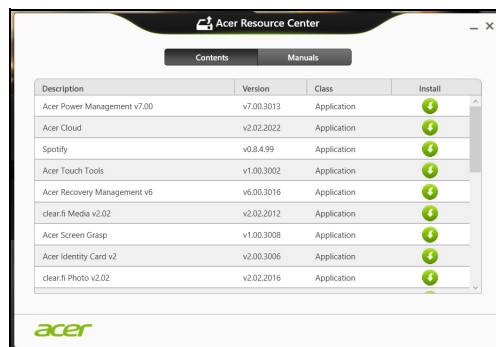 Acer Resource Center
Contents Manuals
Description Version Class Install
Acer Power Management v7.00 v7.00.3013 Application
Acer Cloud v2.02.2022 Application
Spotify v0.8.4.99 Application
Acer Touch Tools v1.00.3002 Application
Acer Recovery Management v6 v6.00.3016 Application
clear.fi Media v2.02 v2.02.2012 Application
Acer Screen Grasp v1.00.3008 Application
Acer Identity Card v2 v2.00.3006 Application
clear.fi Photo v2.02 v2.02.2016 Application
acer